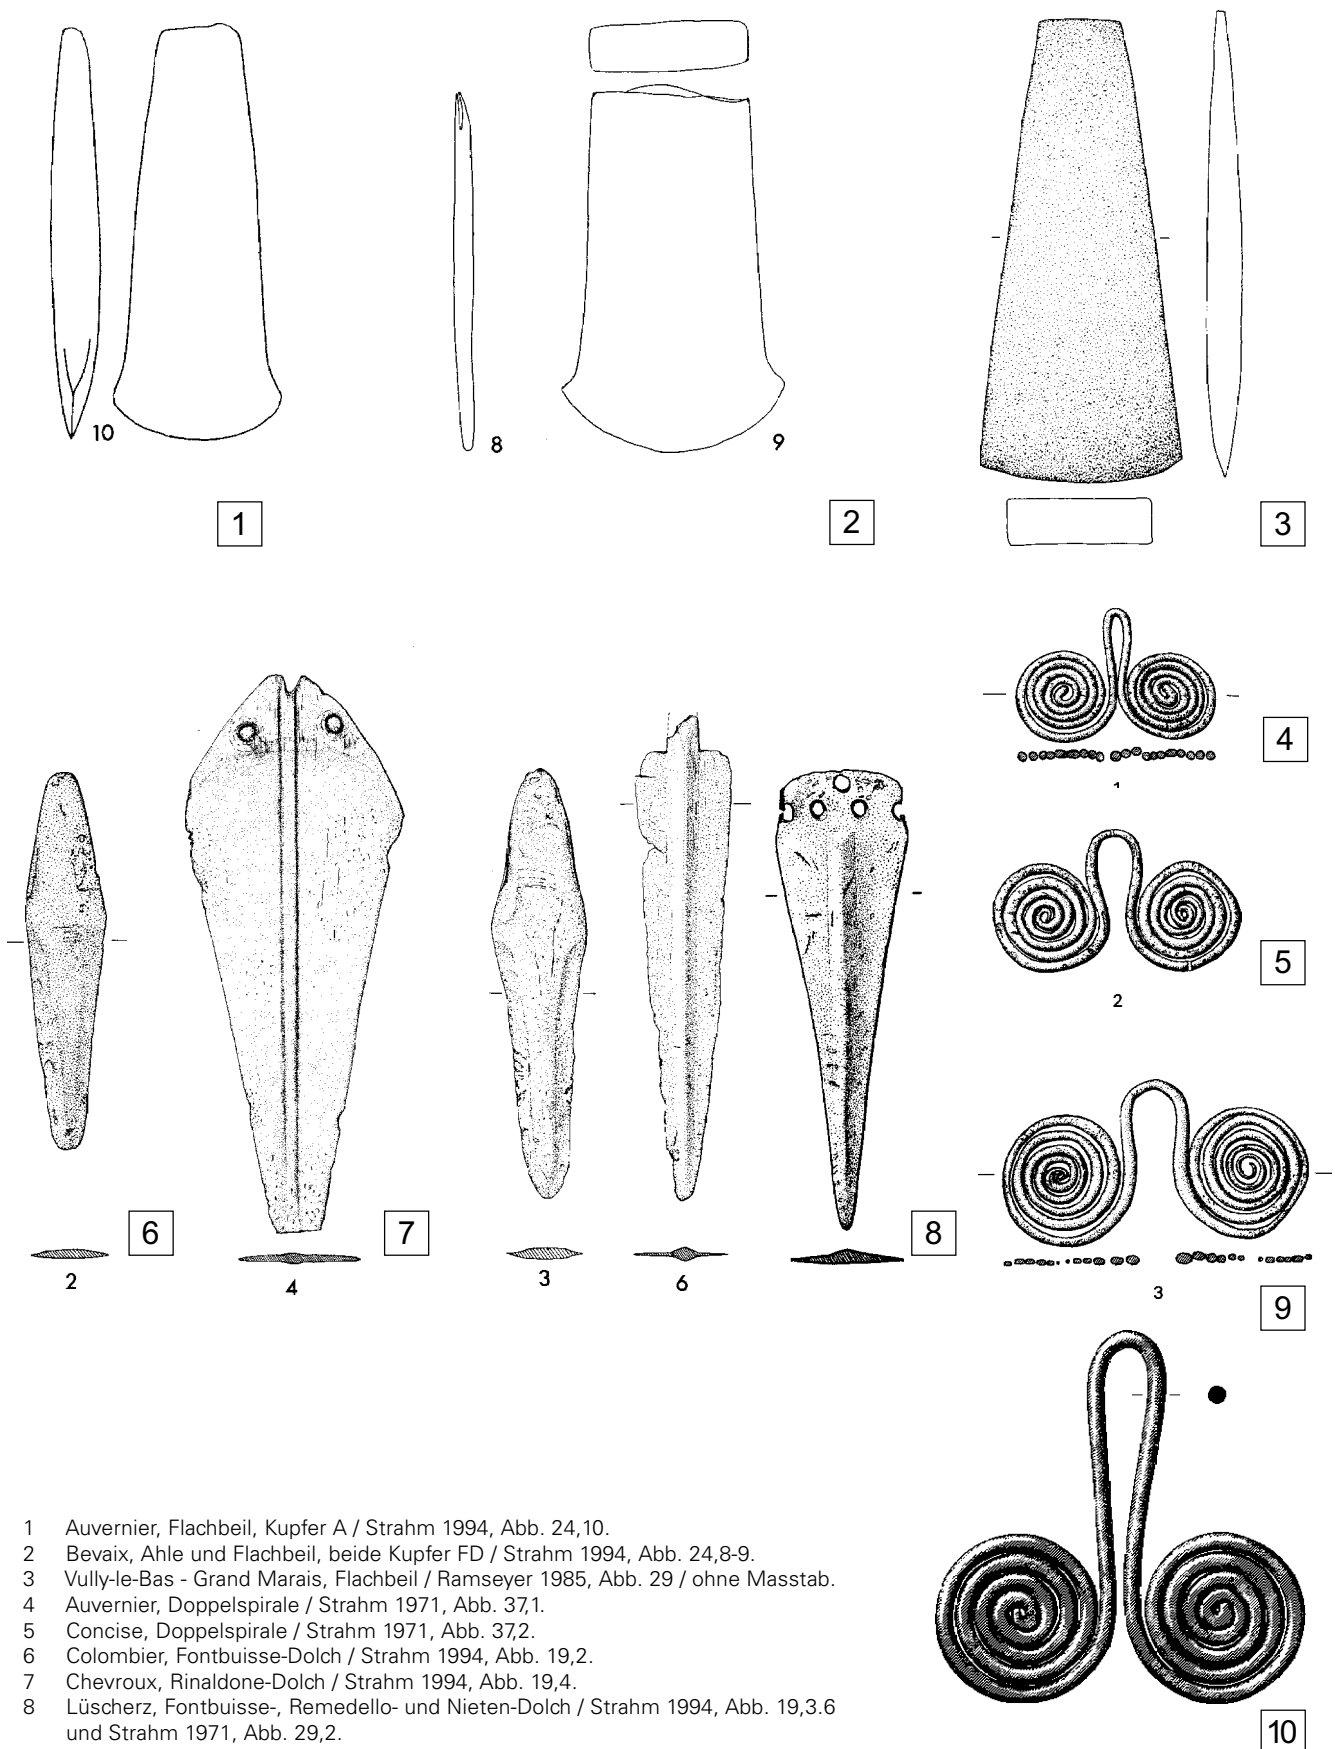 10
8
9
1
2
3
4
1
5
2
6
7
8
2
4
3
6
3
9
10
1 Auvernier, Flachbeil, Kupfer A / Strahm 1994, Abb. 24,10.
2 Bevaix, Ahle und Flachbeil, beide Kupfer FD / Strahm 1994, Abb. 24,8-9.
3 Vully-le-Bas - Grand Marais, Flachbeil / Ramseyer 1985, Abb. 29 / ohne Masstab.
4 Auvernier, Doppelspirale / Strahm 1971, Abb. 37,1.
5 Concise, Doppelspirale / Strahm 1971, Abb. 37,2.
6 Colombier, Fontbuisse-Dolch / Strahm 1994, Abb. 19,2.
7 Chevroux, Rinaldone-Dolch / Strahm 1994, Abb. 19,4.
8 Lüscherz, Fontbuisse-, Remedello- und Nieten-Dolch / Strahm 1994, Abb. 19,3.6
und Strahm 1971, Abb. 29,2.